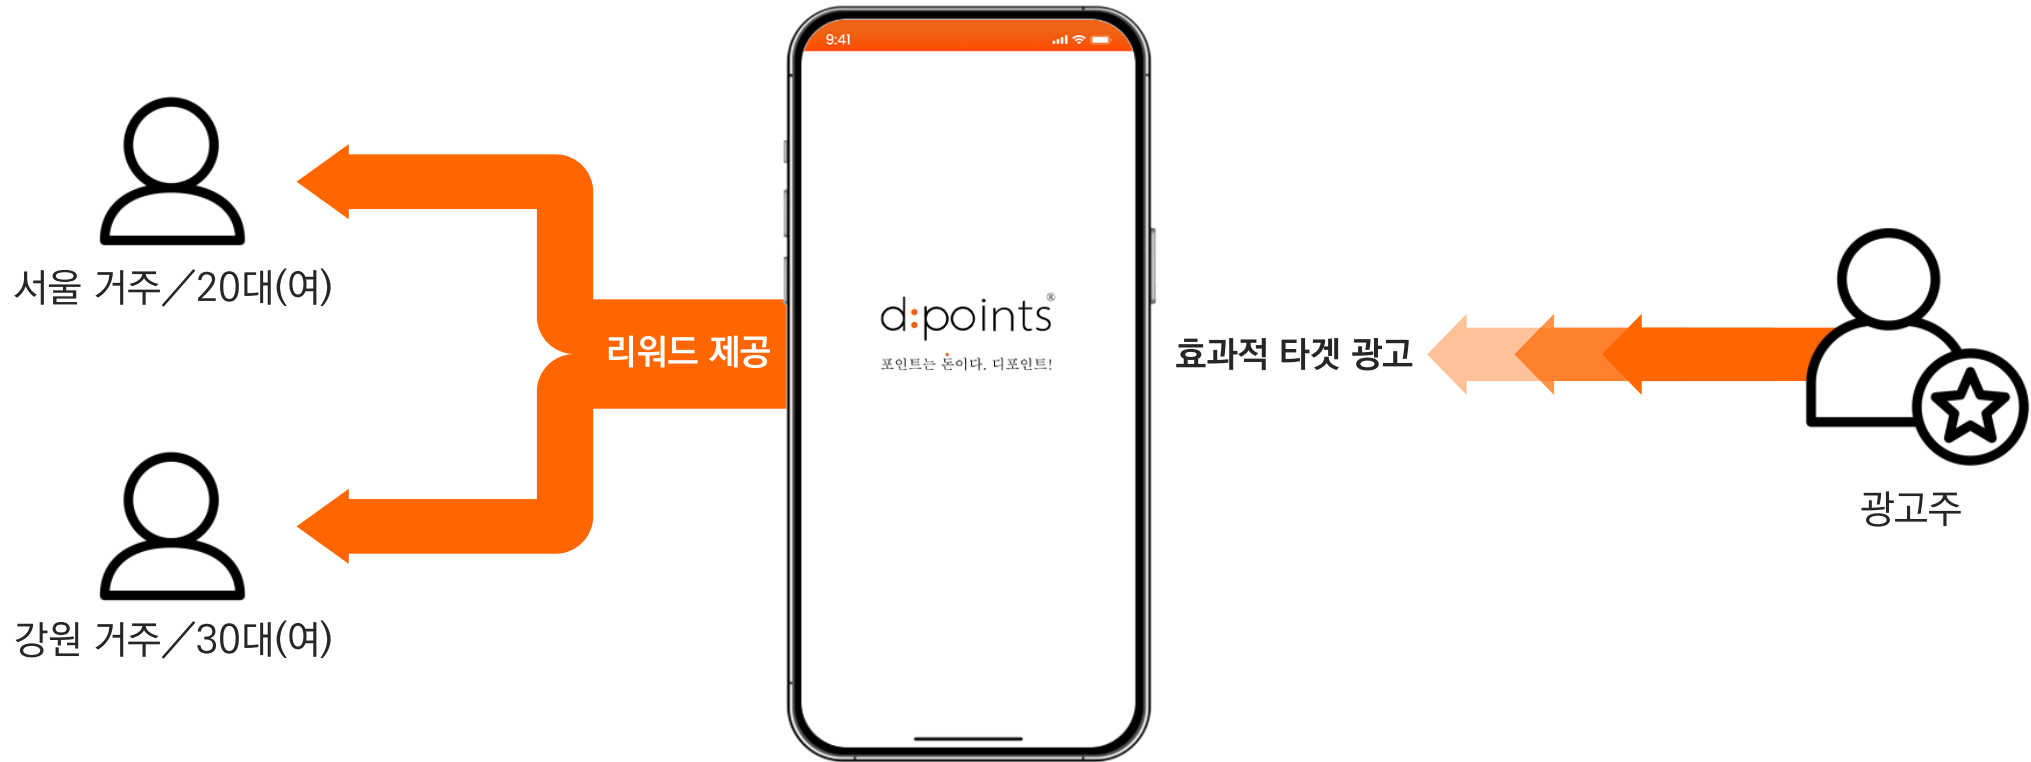 9:41
서울 거주／20대(여)
강원 거주／30대(여)
리워드 제공
d:points®
포인트는 돈이다. 디포인트!
효과적 타겟 광고
광고주